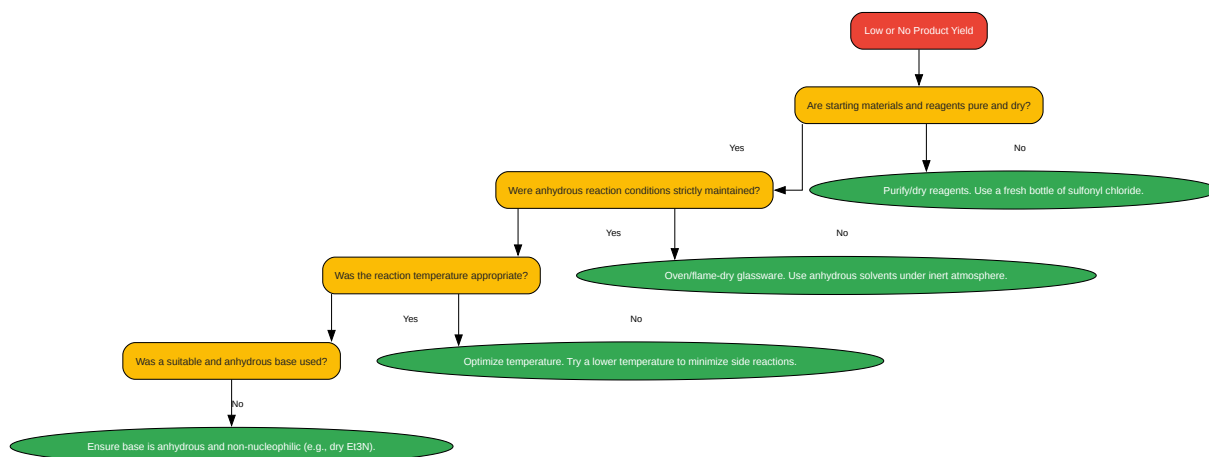 Low or No Product Yield
Are starting materials and reagents pure and dry?
Yes
No
Were anhydrous reaction conditions strictly maintained?
Purify/dry reagents. Use a fresh bottle of sulfonyl chloride.
Yes
No
Was the reaction temperature appropriate?
Oven/flame-dry glassware. Use anhydrous solvents under inert atmosphere.
Yes
No
Was a suitable and anhydrous base used?
Optimize temperature. Try a lower temperature to minimize side reactions.
No
Ensure base is anhydrous and non-nucleophilic (e.g., dry Et3N).